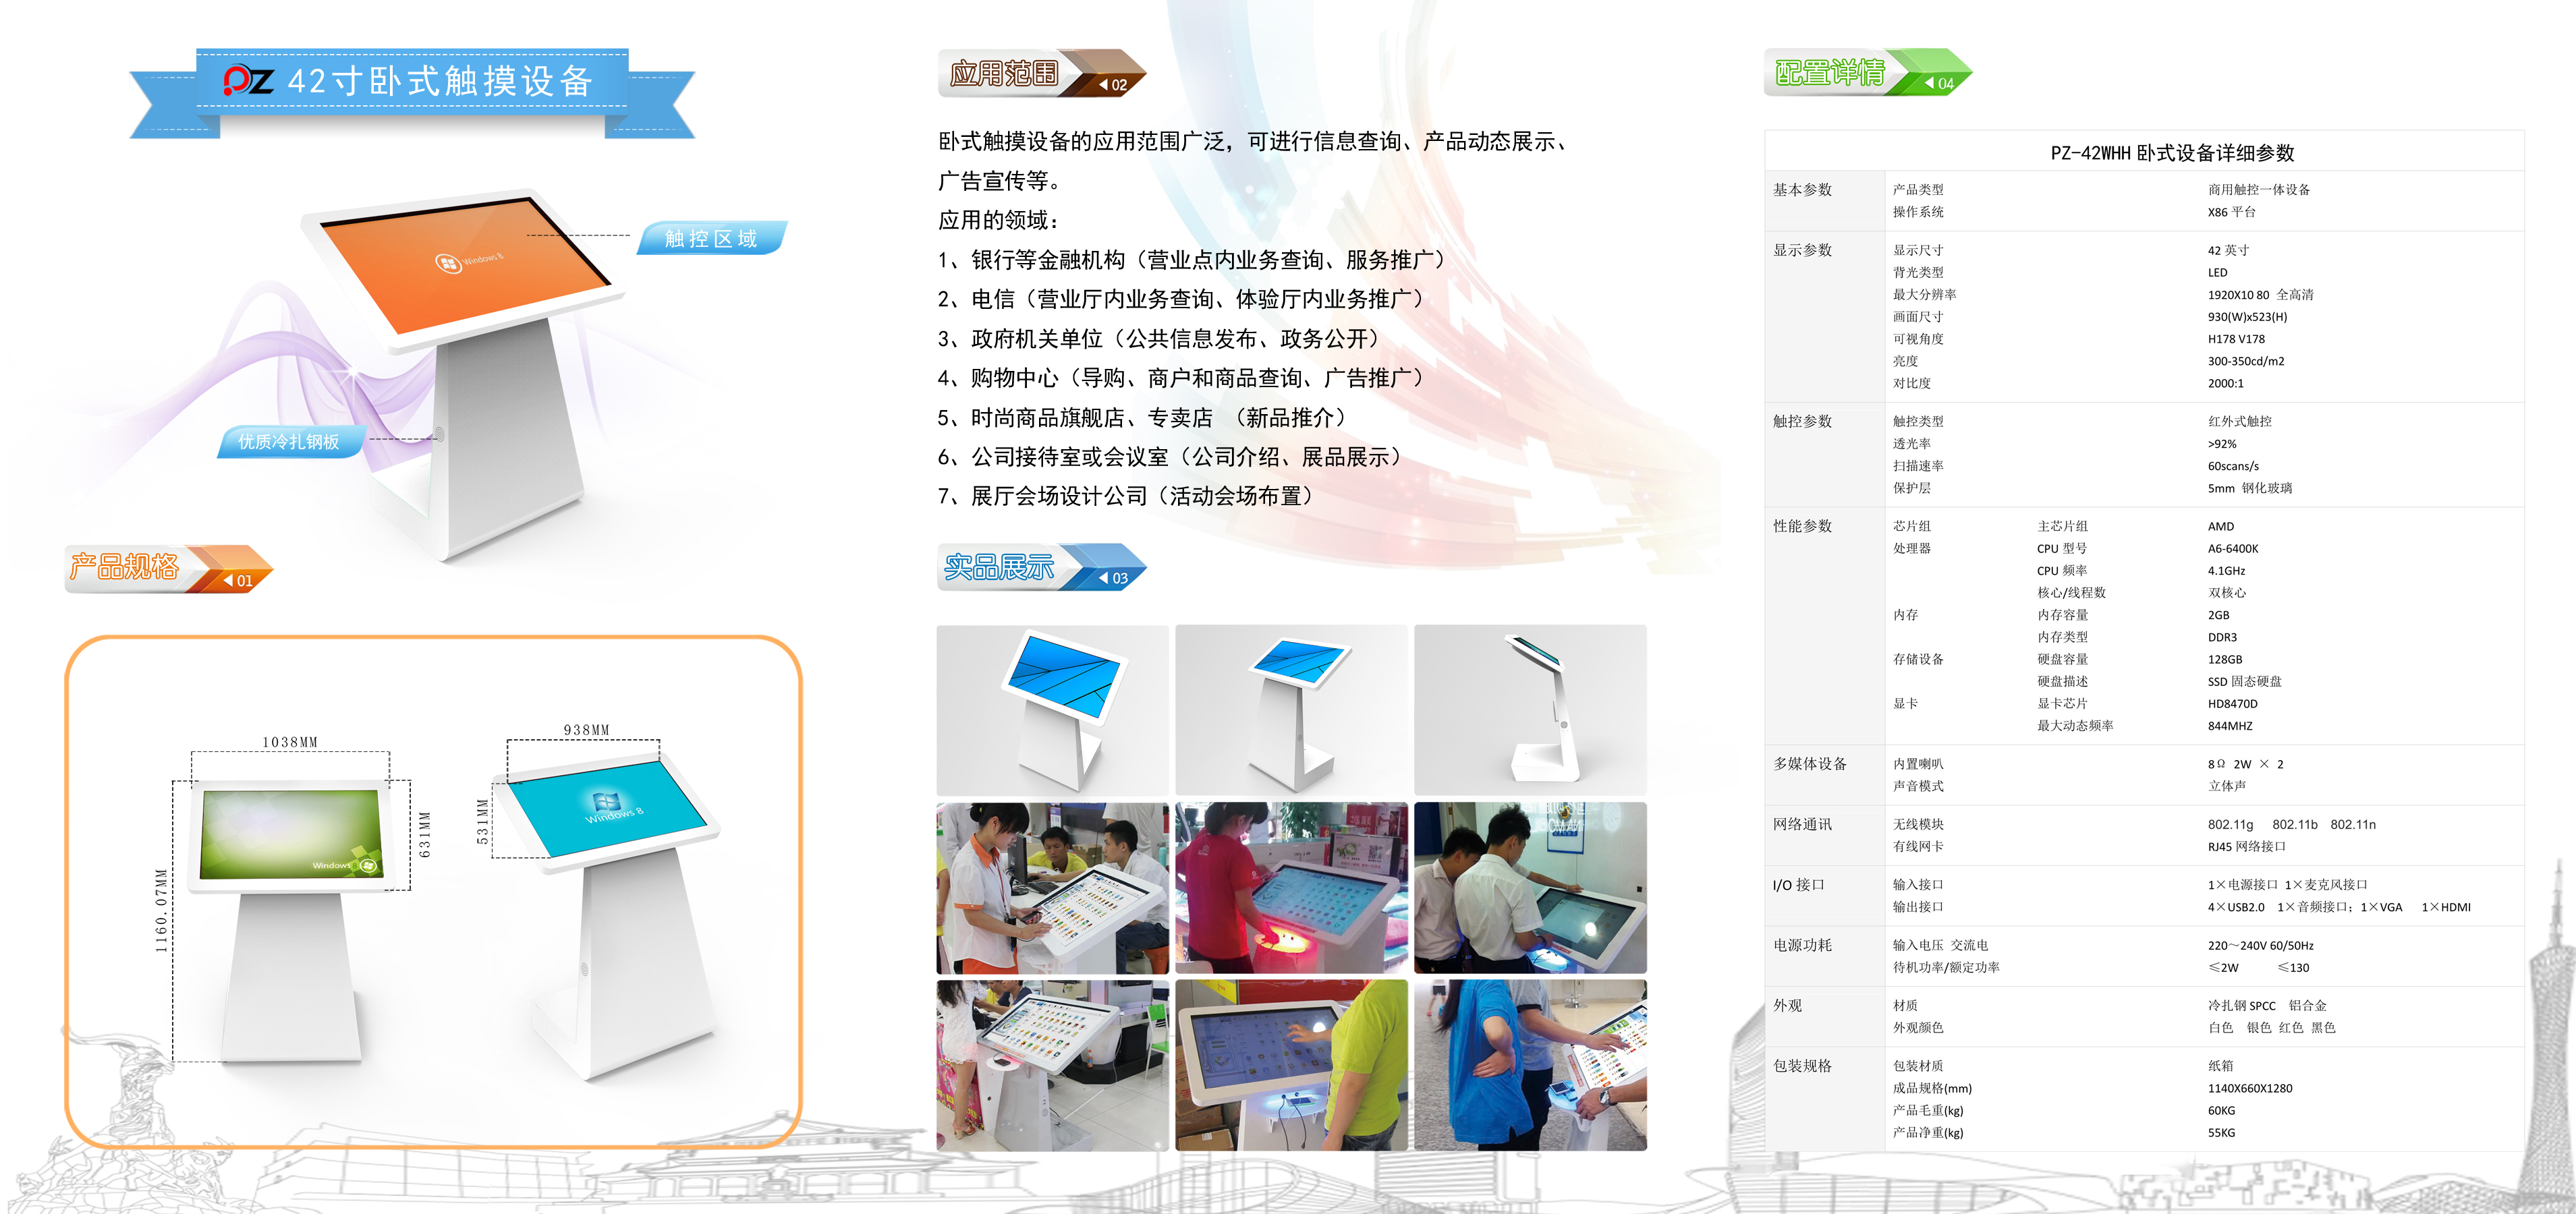 PZ 42寸卧式触摸设备
Windows 8
触控区域
优质冷扎钢板
产品规格
01
1038MM
631MM
1160.07MM
Windows
938MM
531MM
Windows 8
应用范围
02
卧式触摸设备的应用范围广泛，可进行信息查询、产品动态展示、
广告宣传等。
应用的领域：
1、银行等金融机构（营业点内业务查询、服务推广）
2、电信（营业厅内业务查询、体验厅内业务推广）
3、政府机关单位（公共信息发布、政务公开）
4、购物中心（导购、商户和商品查询、广告推广）
5、时尚商品旗舰店、专卖店 （新品推介）
6、公司接待室或会议室（公司介绍、展品展示）
7、展厅会场设计公司（活动会场布置）
实品展示
03
配置详情
04
PZ-42WHH 卧式设备详细参数
基本参数 产品类型 商用触控一体设备
操作系统 X86 平台
显示参数 显示尺寸 42 英寸
背光类型 LED
最大分辨率 1920X10 80 全高清
画面尺寸 930(W)x523(H)
可视角度 H178 V178
亮度 300-350cd/m2
对比度 2000:1
触控参数 触控类型 红外式触控
透光率 >92%
扫描速率 60scans/s
保护层 5mm 钢化玻璃
性能参数 芯片组 主芯片组 AMD
处理器 CPU 型号 A6-6400K
CPU 频率 4.1GHz
核心/线程数 双核心
内存 内存容量 2GB
内存类型 DDR3
存储设备 硬盘容量 128GB
硬盘描述 SSD 固态硬盘
显卡 显卡芯片 HD8470D
最大动态频率 844MHZ
多媒体设备 内置喇叭 8Ω 2W × 2
声音模式 立体声
网络通讯 无线模块 802.11g 802.11b 802.11n
有线网卡 RJ45 网络接口
I/O 接口 输入接口 1×电源接口 1×麦克风接口
输出接口 4×USB2.0 1×音频接口；1×VGA 1×HDMI
电源功耗 输入电压 交流电 220～240V 60/50Hz
待机功率/额定功率 ≤2W ≤130
外观 材质 冷扎钢 SPCC 铝合金
外观颜色 白色 银色 红色 黑色
包装规格 包装材质 纸箱
成品规格(mm) 1140X660X1280
产品毛重(kg) 60KG
产品净重(kg) 55KG